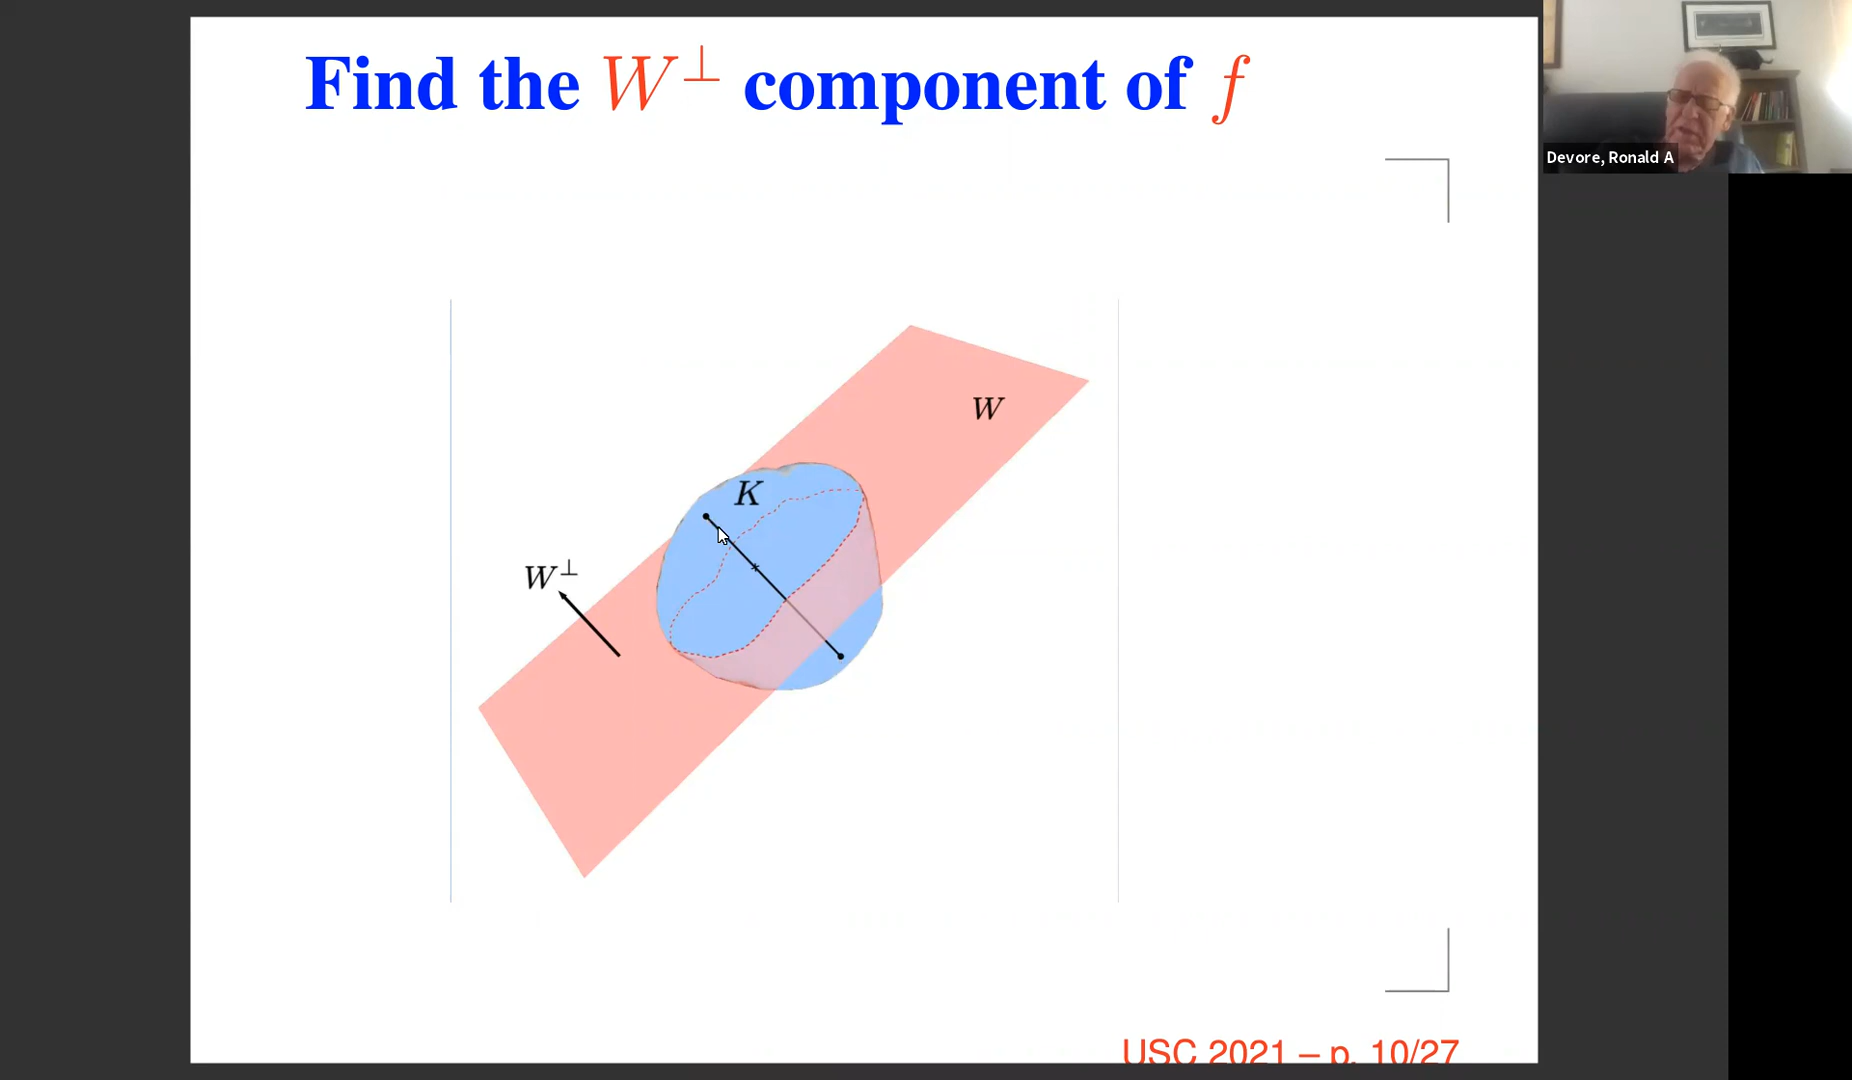 Find the W⊥ component of f
Devore, Ronald A
W
K
W⊥
USC 2021 – p. 10/27